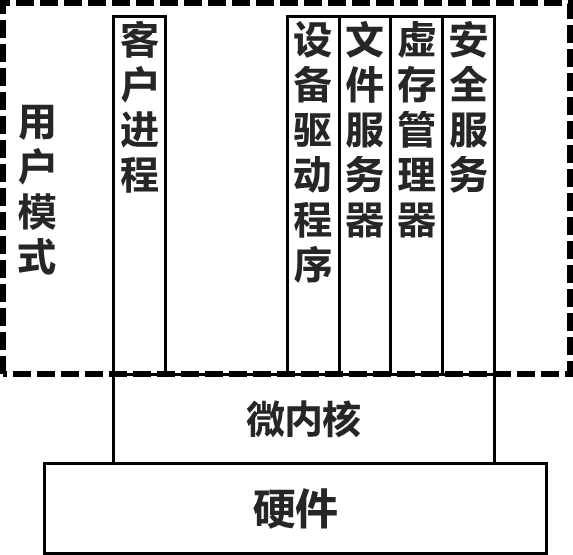 用户模式
客户进程
设备驱动程序
文件服务器
虚存管理器
安全服务
微内核
硬件